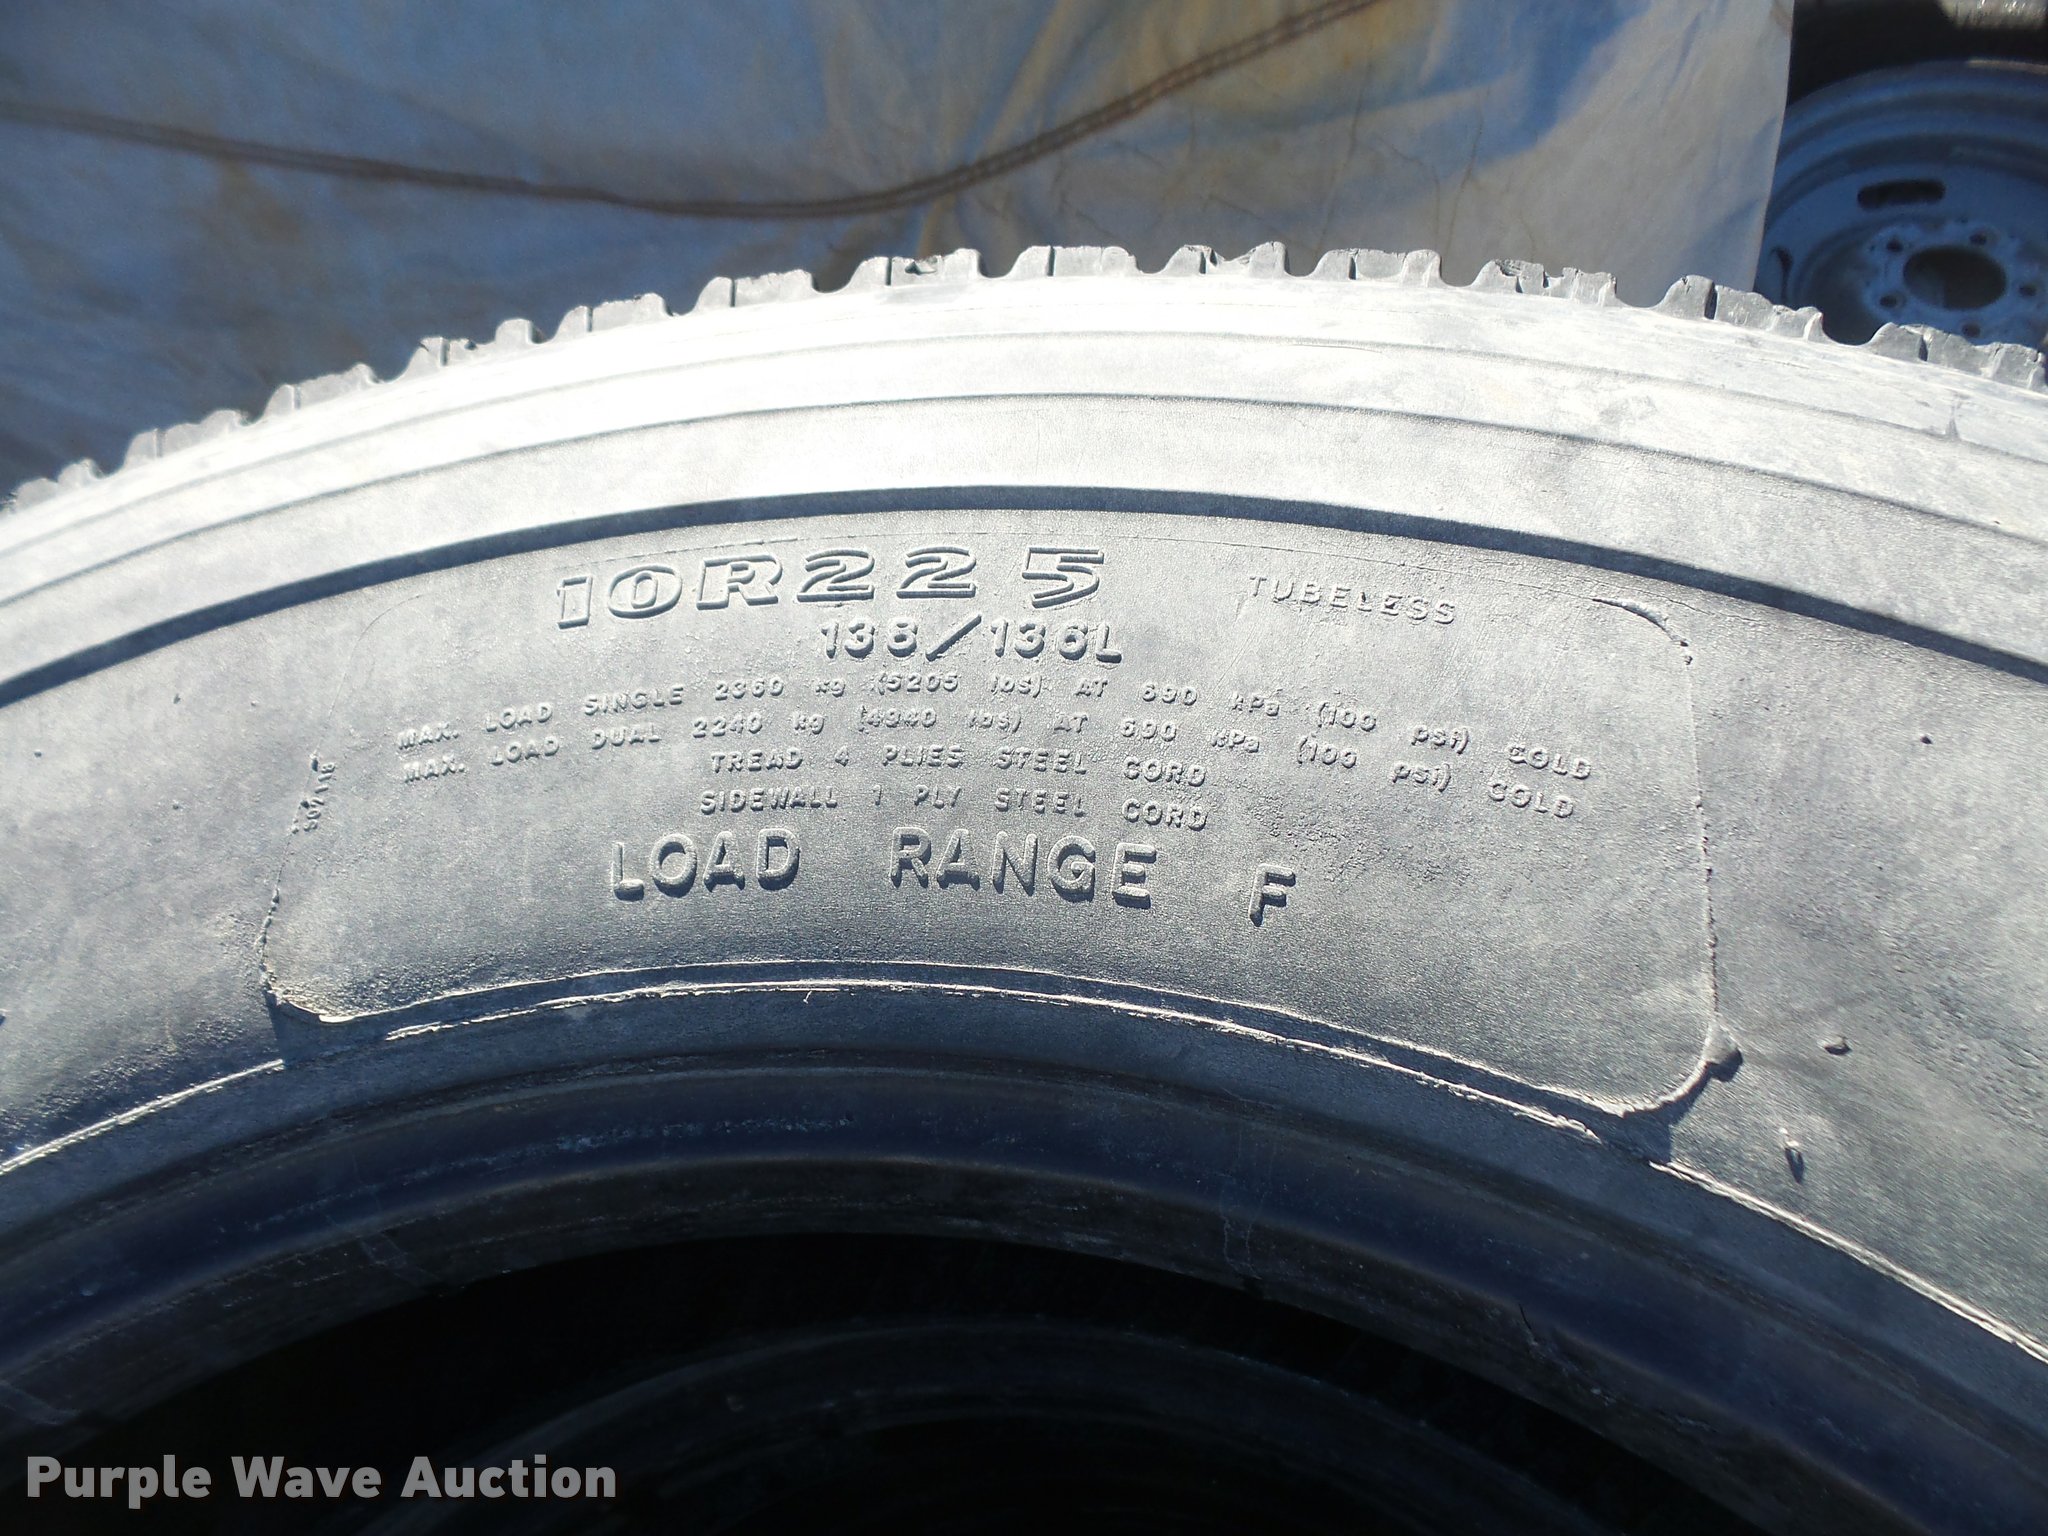 10R22 5
TUBELESS
138/136L
MAX. LOAD SINGLE 2360 kg (5205 lbs) AT 690 kPa (100 psi) COLD
MAX. LOAD DUAL 2240 kg (4940 lbs) AT 690 kPa (100 psi) COLD
TREAD 4 PLIES STEEL CORD
SIDEWALL 1 PLY STEEL CORD
LOAD RANGE F
Purple Wave Auction